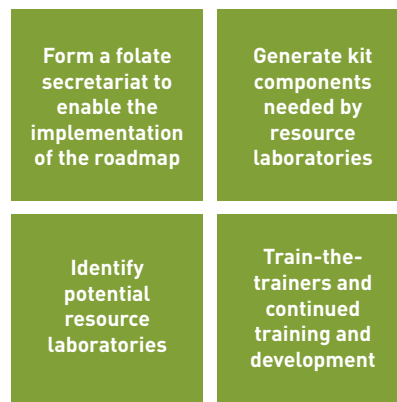 Form a folate
secretariat to
enable the
implementation
of the roadmap
Generate kit
components
needed by
resource
laboratories
Identify
potential
resource
laboratories
Train-the-
trainers and
continued
training and
development